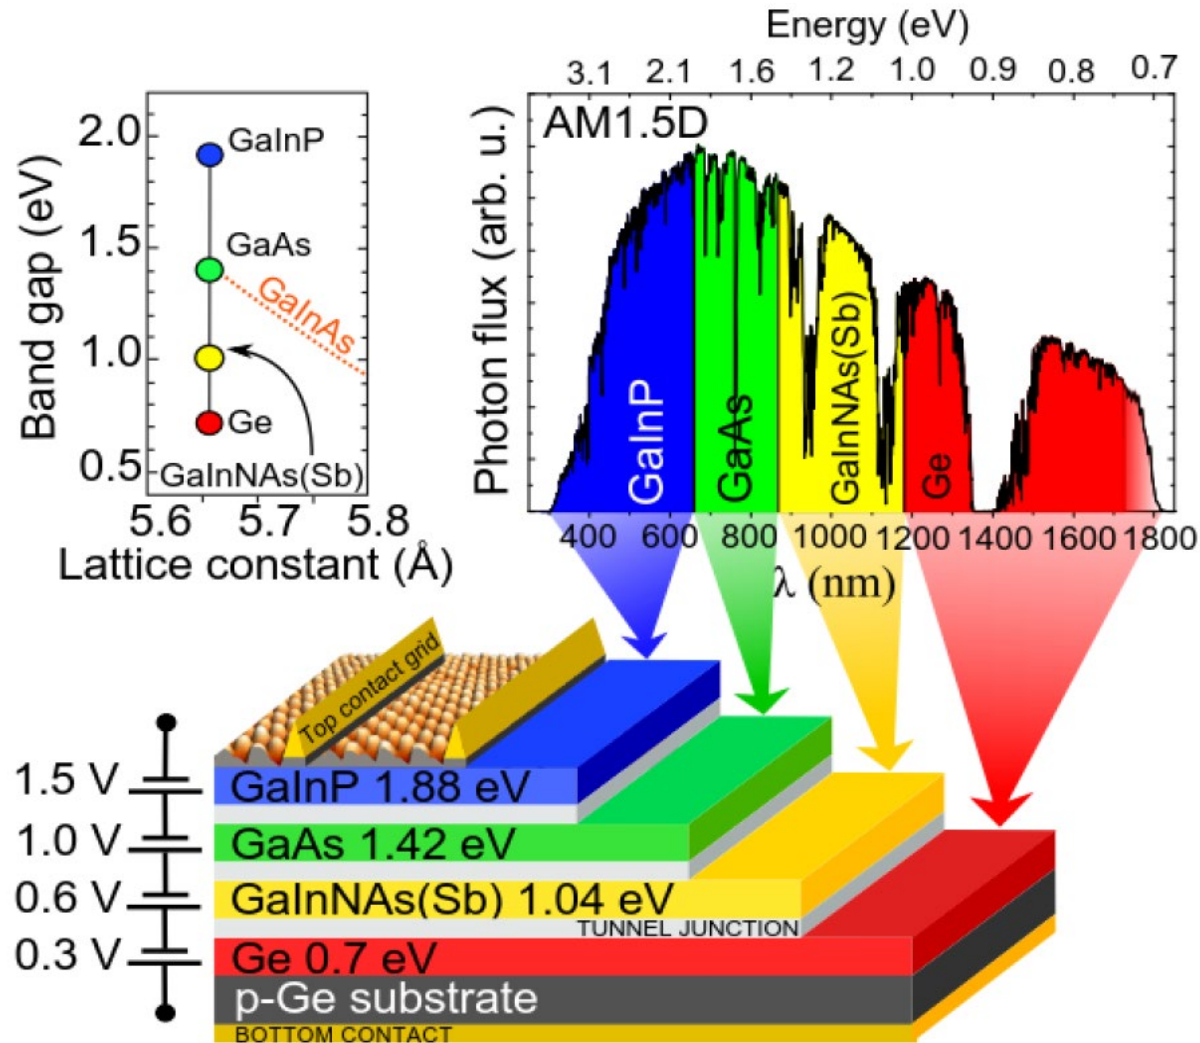 Energy (eV)
3.1 2.1 1.6 1.2 1.0 0.9 0.8 0.7
AM1.5D
Photon flux (arb. u.)
GaInP
GaAs
GaInNAs(Sb)
Ge
400 600 800 1000 1200 1400 1600 1800
λ (nm)
Band gap (eV)
2.0
1.5
1.0
0.5
GaInP
GaAs
GaInAs
Ge
GaInNAs(Sb)
5.6 5.7 5.8
Lattice constant (Å)
Top contact grid
1.5 V
1.0 V
0.6 V
0.3 V
GaInP 1.88 eV
GaAs 1.42 eV
GaInNAs(Sb) 1.04 eV
TUNNEL JUNCTION
Ge 0.7 eV
p-Ge substrate
BOTTOM CONTACT